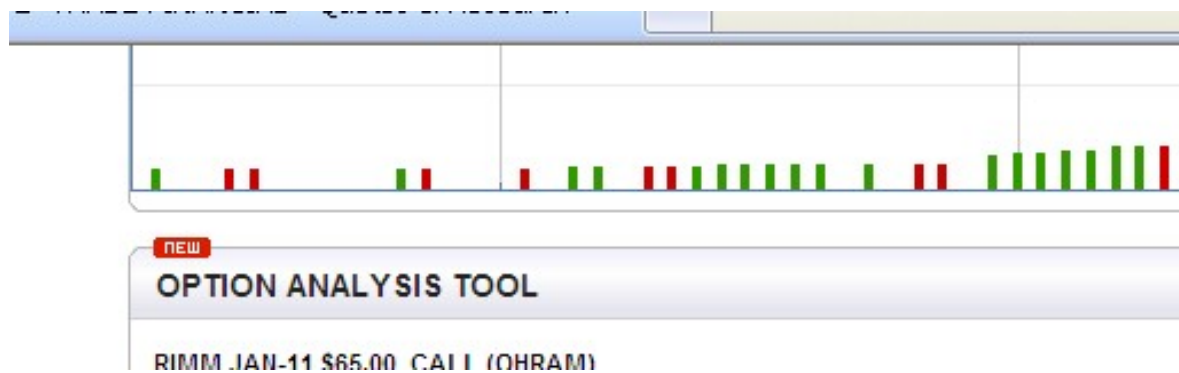 NEW
OPTION ANALYSIS TOOL
RIMM JAN-11 $65.00 CALL (OHRAM)